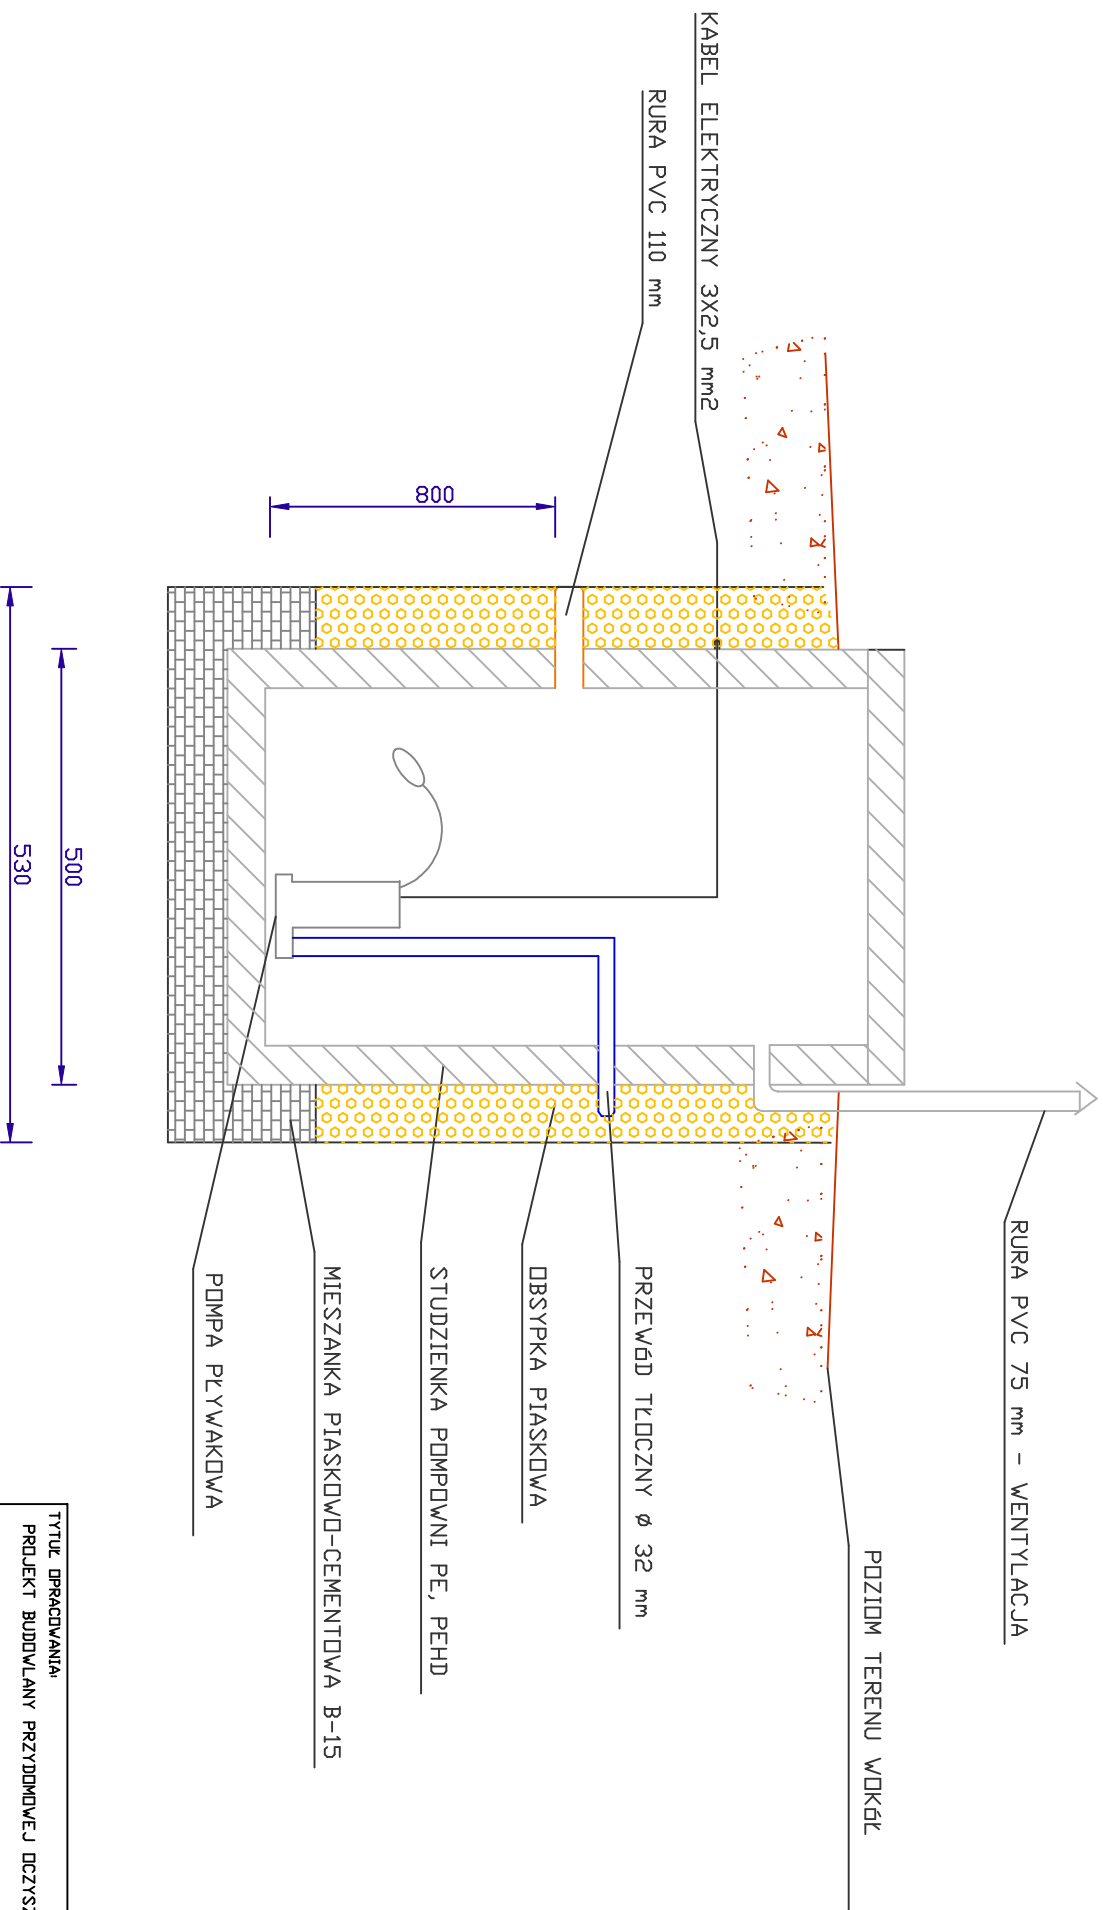 KABEL ELEKTRYCZNY 3X2,5 mm2
RURA PVC 110 mm
800
500
530
RURA PVC 75 mm - WENTYLACJA
POZIOM TERENU WOKÓŁ
PRZEWÓD TŁOCZNY ø 32 mm
OBSYPKA PIASKOWA
STUDZIENKA POMPOWNI PE, PEHD
MIESZANKA PIASKOWO-CEMENTOWA B-15
POMPA PŁYWAKOWA
TYTUŁ OPRACOWANIA:
PROJEKT BUDOWLANY PRZYDOMOWEJ